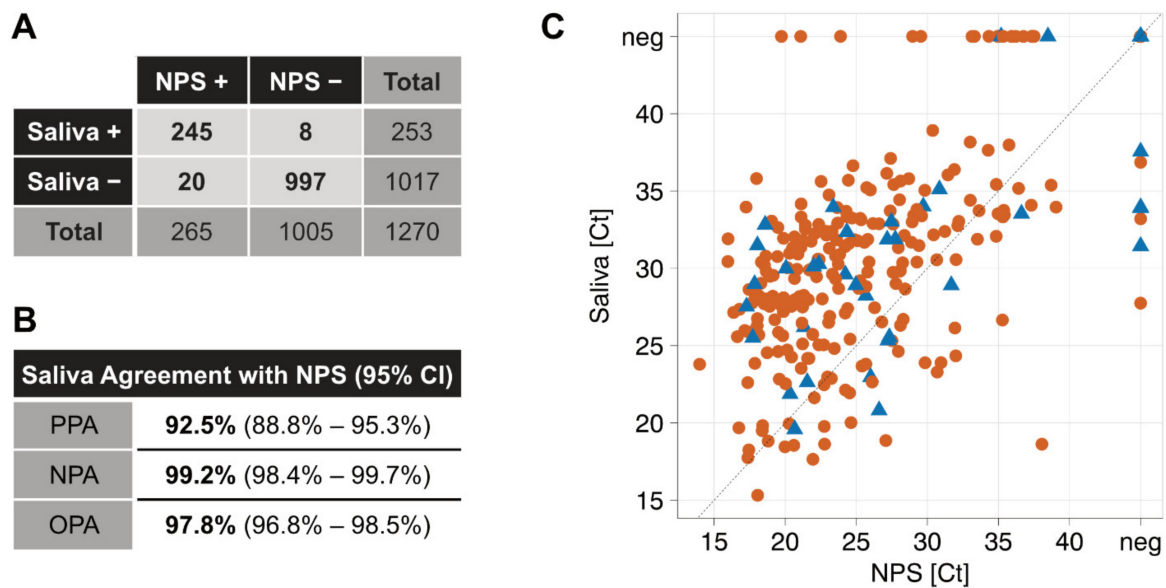 A
NPS + NPS − Total
Saliva + 245 8 253
Saliva − 20 997 1017
Total 265 1005 1270
B
Saliva Agreement with NPS (95% CI)
PPA 92.5% (88.8% – 95.3%)
NPA 99.2% (98.4% – 99.7%)
OPA 97.8% (96.8% – 98.5%)
C
neg
40
35
30
25
20
15
Saliva [Ct]
15 20 25 30 35 40 neg
NPS [Ct]